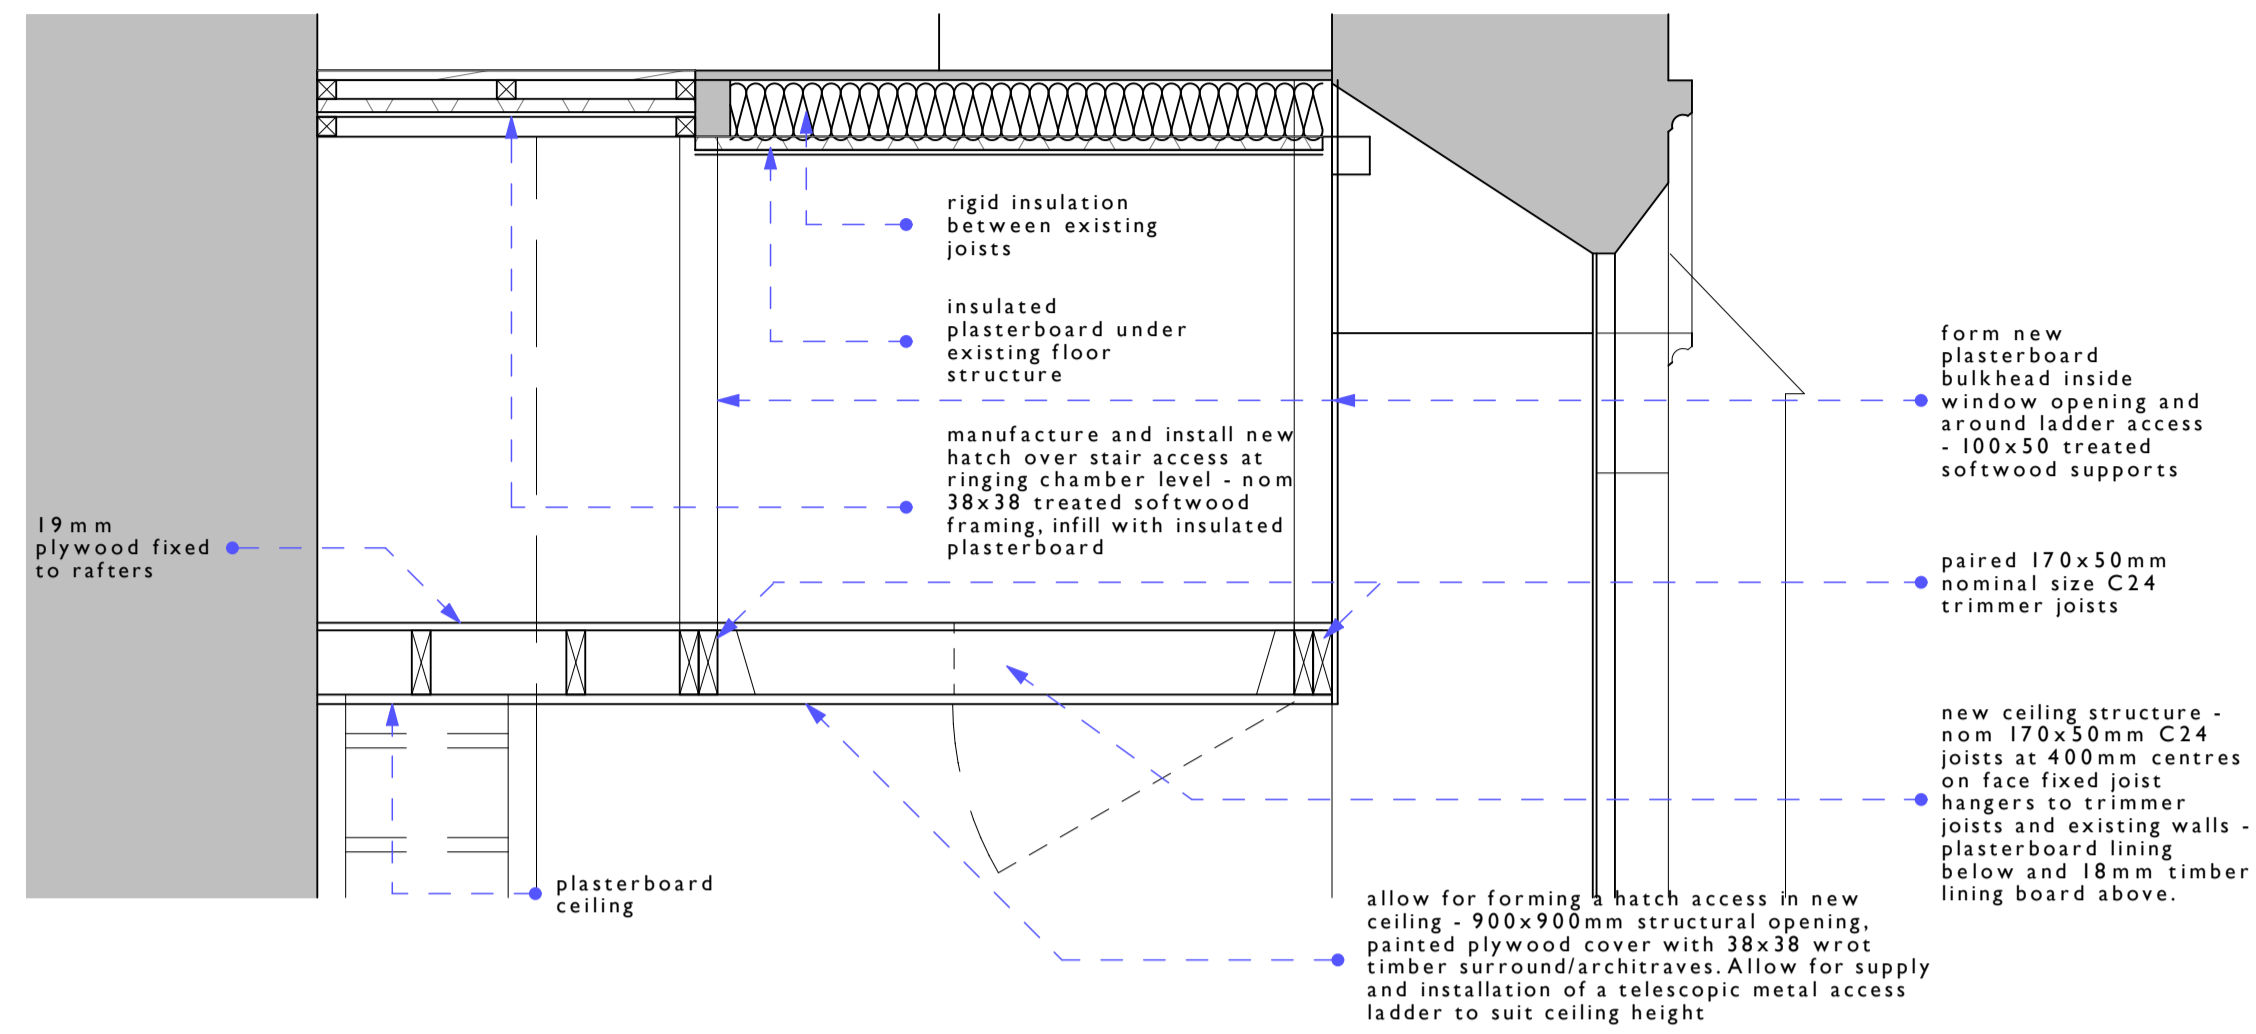 rigid insulation
between existing
joists
insulated
plasterboard under
existing floor
structure
manufacture and install new
hatch over stair access at
ringing chamber level - nom
38x38 treated softwood
framing, infill with insulated
plasterboard
19mm
plywood fixed
to rafters
form new
plasterboard
bulkhead inside
window opening and
around ladder access
- 100x50 treated
softwood supports
paired 170x50mm
nominal size C24
trimmer joists
new ceiling structure -
nom 170x50mm C24
joists at 400mm centres
on face fixed joist
hangers to trimmer
joists and existing walls -
plasterboard lining
below and 18mm timber
lining board above.
plasterboard
ceiling
allow for forming a hatch access in new
ceiling - 900x900mm structural opening,
painted plywood cover with 38x38 wrot
timber surround/architraves. Allow for supply
and installation of a telescopic metal access
ladder to suit ceiling height